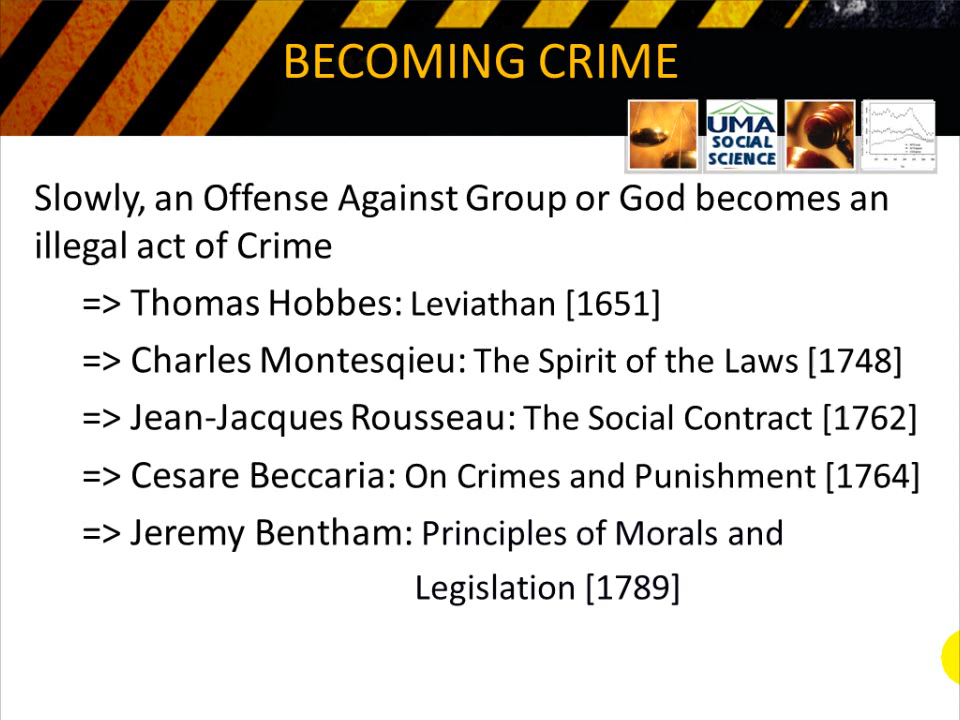 BECOMING CRIME
UMA
SOCIAL
SCIENCE
Slowly, an Offense Against Group or God becomes an
illegal act of Crime
=> Thomas Hobbes: Leviathan [1651]
=> Charles Montesqieu: The Spirit of the Laws [1748]
=> Jean-Jacques Rousseau: The Social Contract [1762]
=> Cesare Beccaria: On Crimes and Punishment [1764]
=> Jeremy Bentham: Principles of Morals and
Legislation [1789]